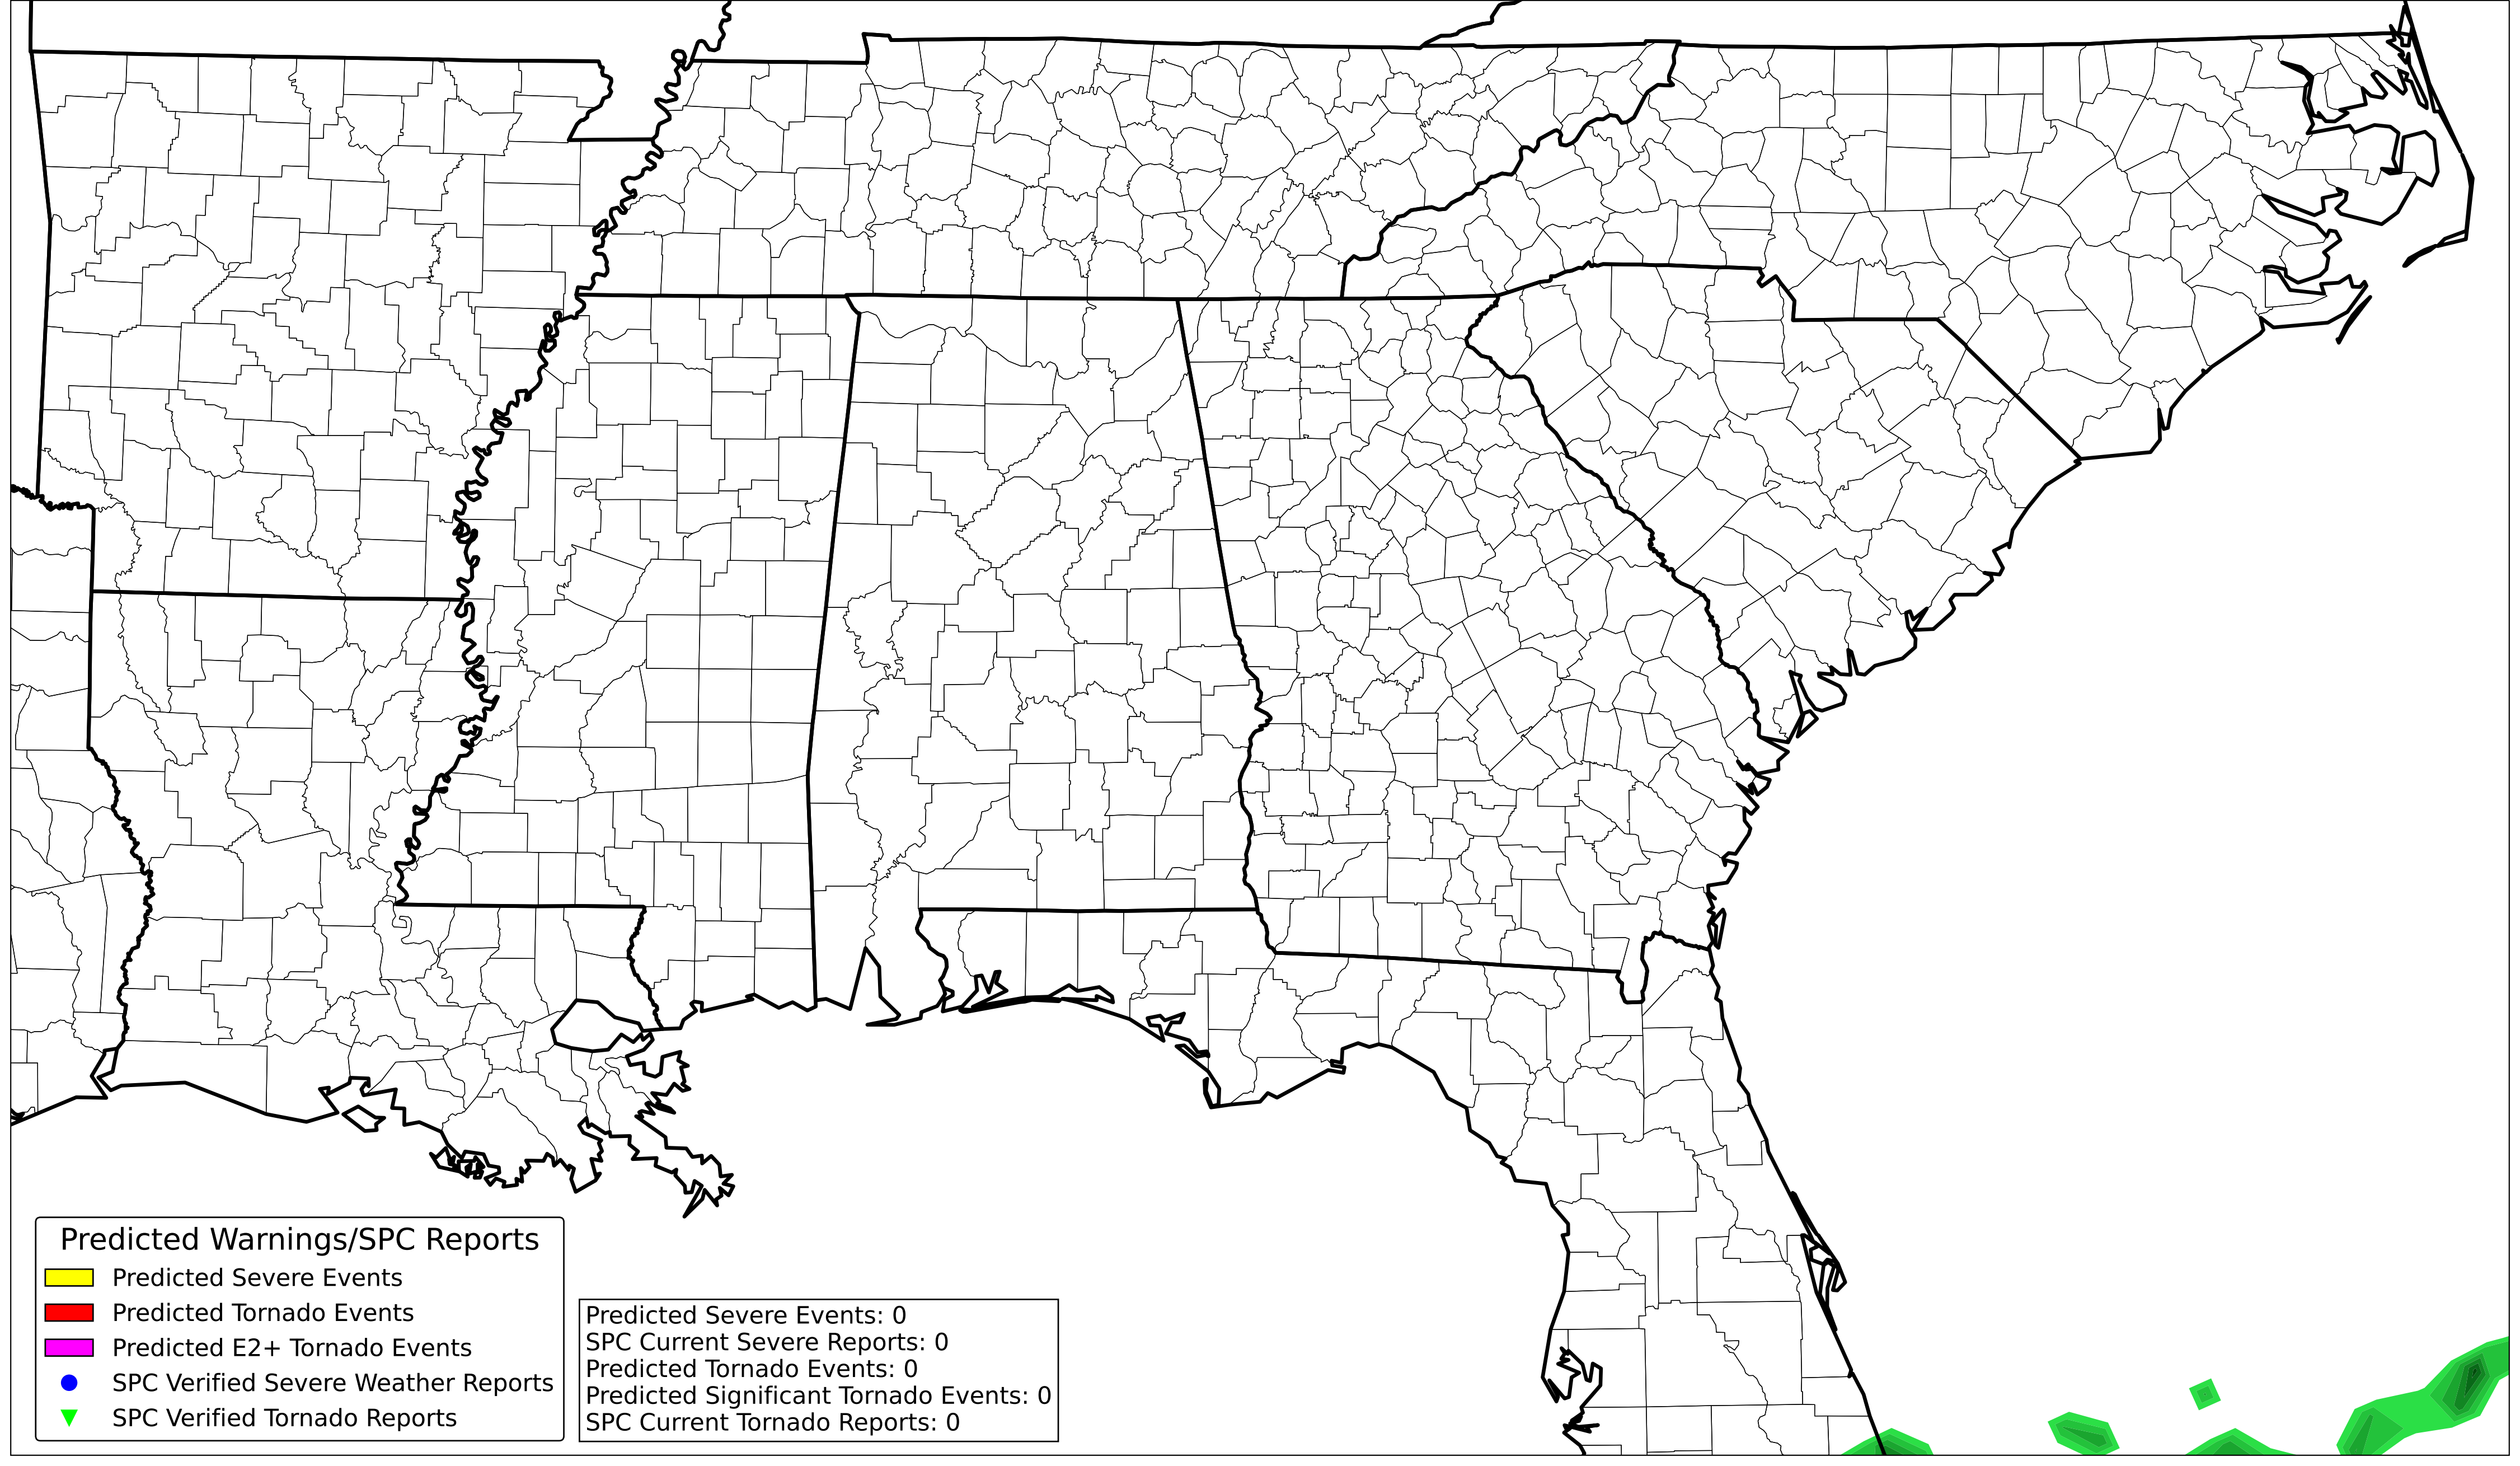 Predicted Warnings/SPC Reports
Predicted Severe Events
Predicted Tornado Events
Predicted E2+ Tornado Events
SPC Verified Severe Weather Reports
SPC Verified Tornado Reports
Predicted Severe Events: 0
SPC Current Severe Reports: 0
Predicted Tornado Events: 0
Predicted Significant Tornado Events: 0
SPC Current Tornado Reports: 0